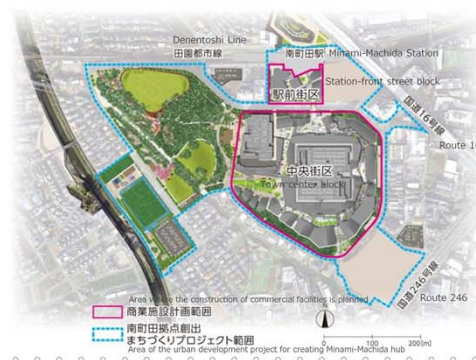 Denentoshi Line
田園都市線
南町田駅 Minami-Machida Station
Station-front street block
駅前街区
国道16号線
Route 1
中央街区
Town center block
国道246号線
Route 246
Area where the construction of commercial facilities is planned
商業施設計画範囲
南町田拠点創出
まちづくりプロジェクト範囲
Area of the urban development project for creating Minami-Machida hub
N
0 100 200[m]